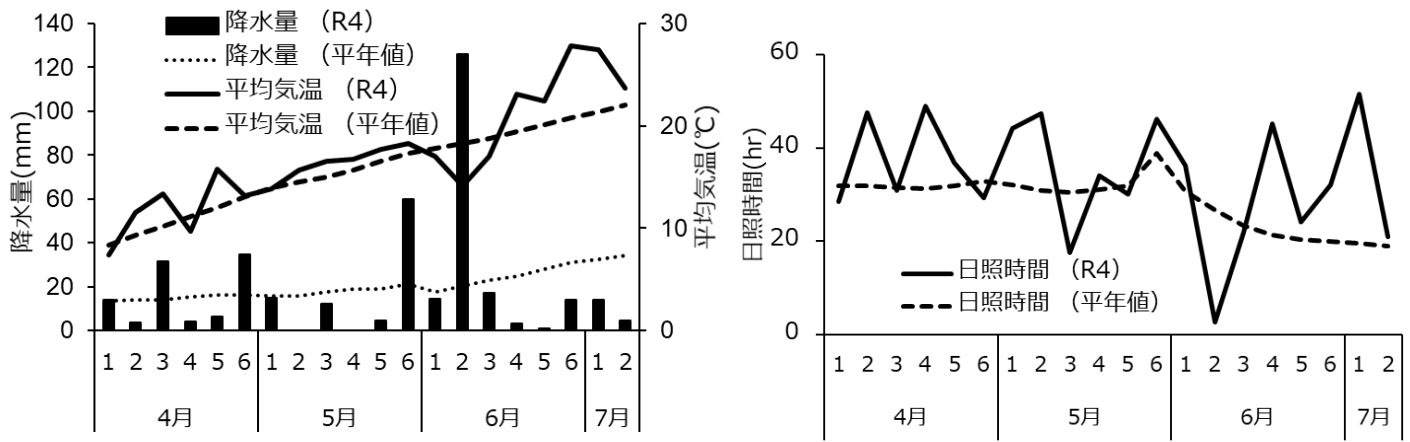 降水量(mm)
140
120
100
80
60
40
20
0
降水量 （R4）
降水量 （平年値）
平均気温 （R4）
平均気温 （平年値）
30
20
10
0
平均気温(℃)
1 2 3 4 5 6 1 2 3 4 5 6 1 2 3 4 5 6 1 2
4月 5月 6月 7月
日照時間(hr)
60
40
20
0
日照時間 （R4）
日照時間 （平年値）
1 2 3 4 5 6 1 2 3 4 5 6 1 2 3 4 5 6 1 2
4月 5月 6月 7月